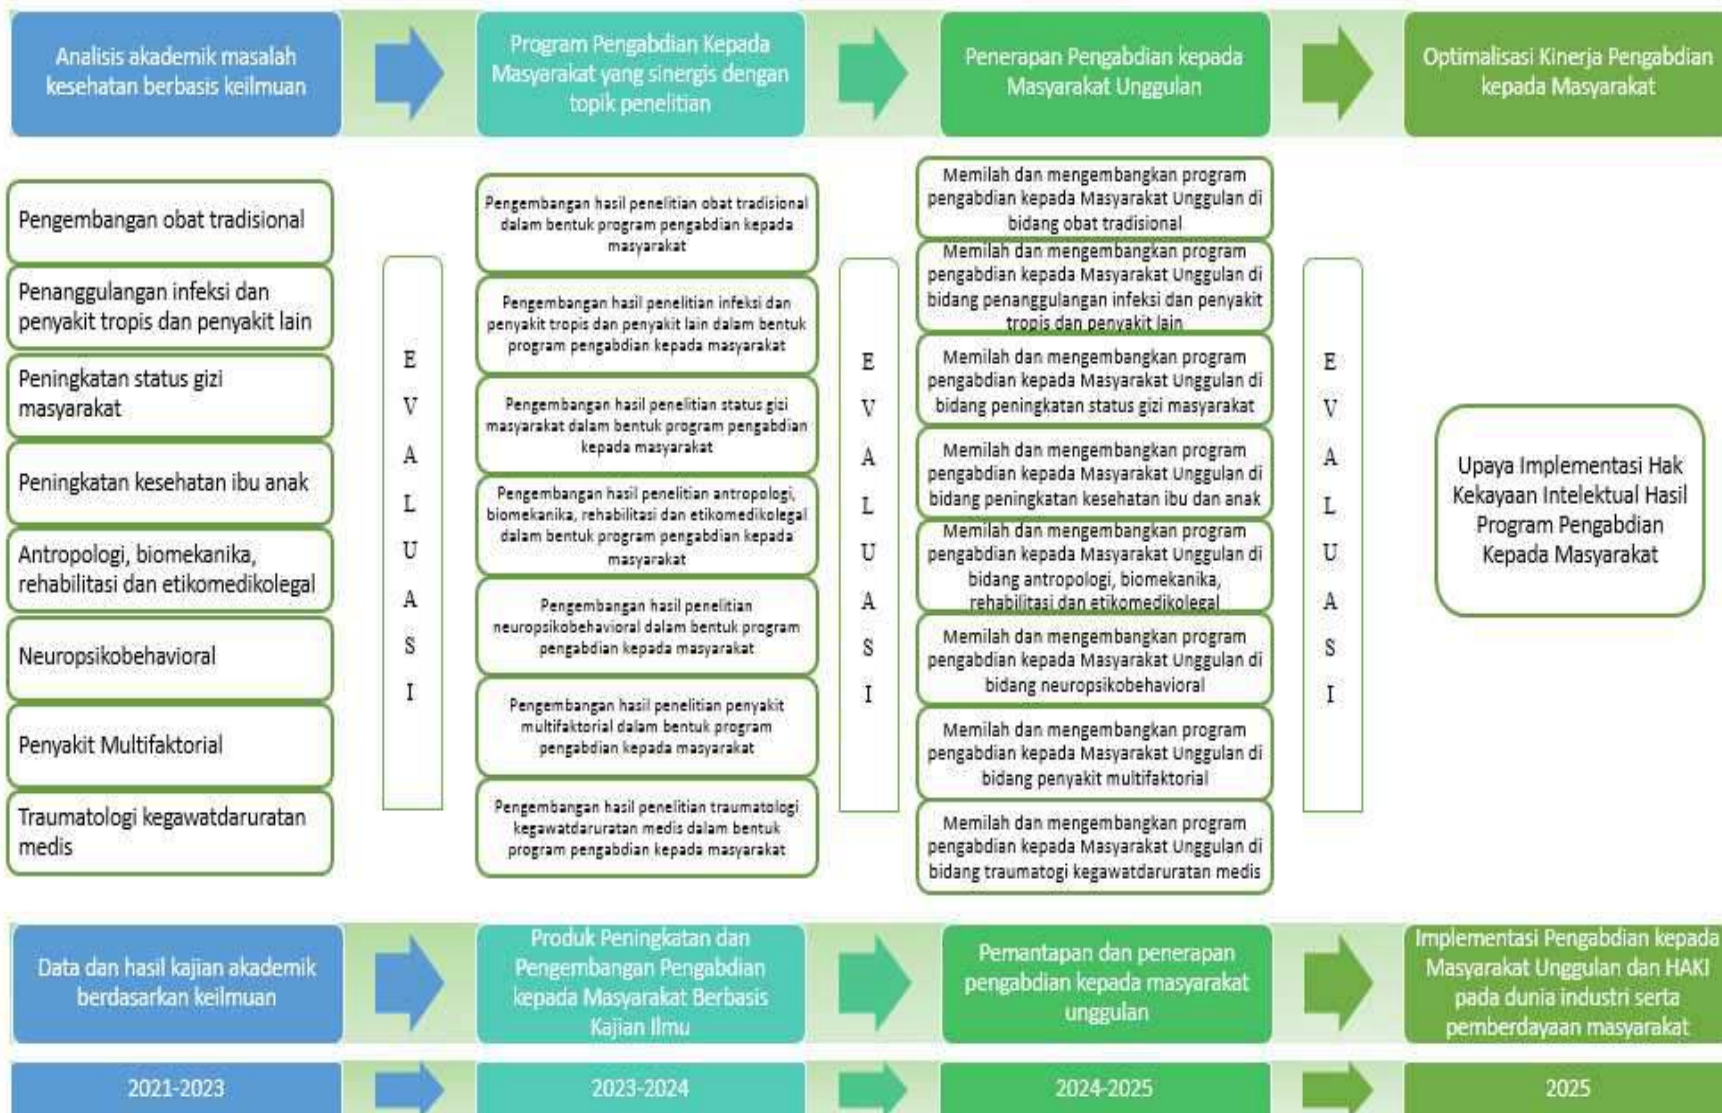 Analisis akademik masalah
kesehatan berbasis keilmuan
Program Pengabdian Kepada
Masyarakat yang sinergis dengan
topik penelitian
Penerapan Pengabdian kepada
Masyarakat Unggulan
Optimalisasi Kinerja Pengabdian
kepada Masyarakat
Pengembangan obat tradisional
Penanggulangan infeksi dan
penyakit tropis dan penyakit lain
Peningkatan status gizi
masyarakat
Peningkatan kesehatan ibu anak
Antropologi, biomekanika,
rehabilitasi dan etikomedikolegal
Neuropsikobehavioral
Penyakit Multifaktorial
Traumatologi kegawatdaruratan
medis
E
V
A
L
U
A
S
I
Pengembangan hasil penelitian obat tradisional
dalam bentuk program pengabdian kepada
masyarakat
Pengembangan hasil penelitian infeksi dan
penyakit tropis dan penyakit lain dalam bentuk
program pengabdian kepada masyarakat
Pengembangan hasil penelitian status gizi
masyarakat dalam bentuk program pengabdian
kepada masyarakat
Pengembangan hasil penelitian antropologi,
biomekanika, rehabilitasi dan etikomedikolegal
dalam bentuk program pengabdian kepada
masyarakat
Pengembangan hasil penelitian
neuropsikobehavioral dalam bentuk program
pengabdian kepada masyarakat
Pengembangan hasil penelitian penyakit
multifaktorial dalam bentuk program
pengabdian kepada masyarakat
Pengembangan hasil penelitian traumatologi
kegawatdaruratan medis dalam bentuk
program pengabdian kepada masyarakat
E
V
A
L
U
A
S
I
Memilah dan mengembangkan program
pengabdian kepada Masyarakat Unggulan di
bidang obat tradisional
Memilah dan mengembangkan program
pengabdian kepada Masyarakat Unggulan di
bidang penanggulangan infeksi dan penyakit
tropis dan penyakit lain
Memilah dan mengembangkan program
pengabdian kepada Masyarakat Unggulan di
bidang peningkatan status gizi masyarakat
Memilah dan mengembangkan program
pengabdian kepada Masyarakat Unggulan di
bidang peningkatan kesehatan ibu dan anak
Memilah dan mengembangkan program
pengabdian kepada Masyarakat Unggulan di
bidang antropologi, biomekanika,
rehabilitasi dan etikomedikolegal
Memilah dan mengembangkan program
pengabdian kepada Masyarakat Unggulan di
bidang neuropsikobehavioral
Memilah dan mengembangkan program
pengabdian kepada Masyarakat Unggulan di
bidang penyakit multifaktorial
Memilah dan mengembangkan program
pengabdian kepada Masyarakat Unggulan di
bidang traumatogi kegawatdaruratan medis
E
V
A
L
U
A
S
I
Upaya Implementasi Hak
Kekayaan Intelektual Hasil
Program Pengabdian
Kepada Masyarakat
Data dan hasil kajian akademik
berdasarkan keilmuan
Produk Peningkatan dan
Pengembangan Pengabdian
kepada Masyarakat Berbasis
Kajian Ilmu
Pemantapan dan penerapan
pengabdian kepada masyarakat
unggulan
Implementasi Pengabdian kepada
Masyarakat Unggulan dan HAKI
pada dunia industri serta
pemberdayaan masyarakat
2021-2023
2023-2024
2024-2025
2025